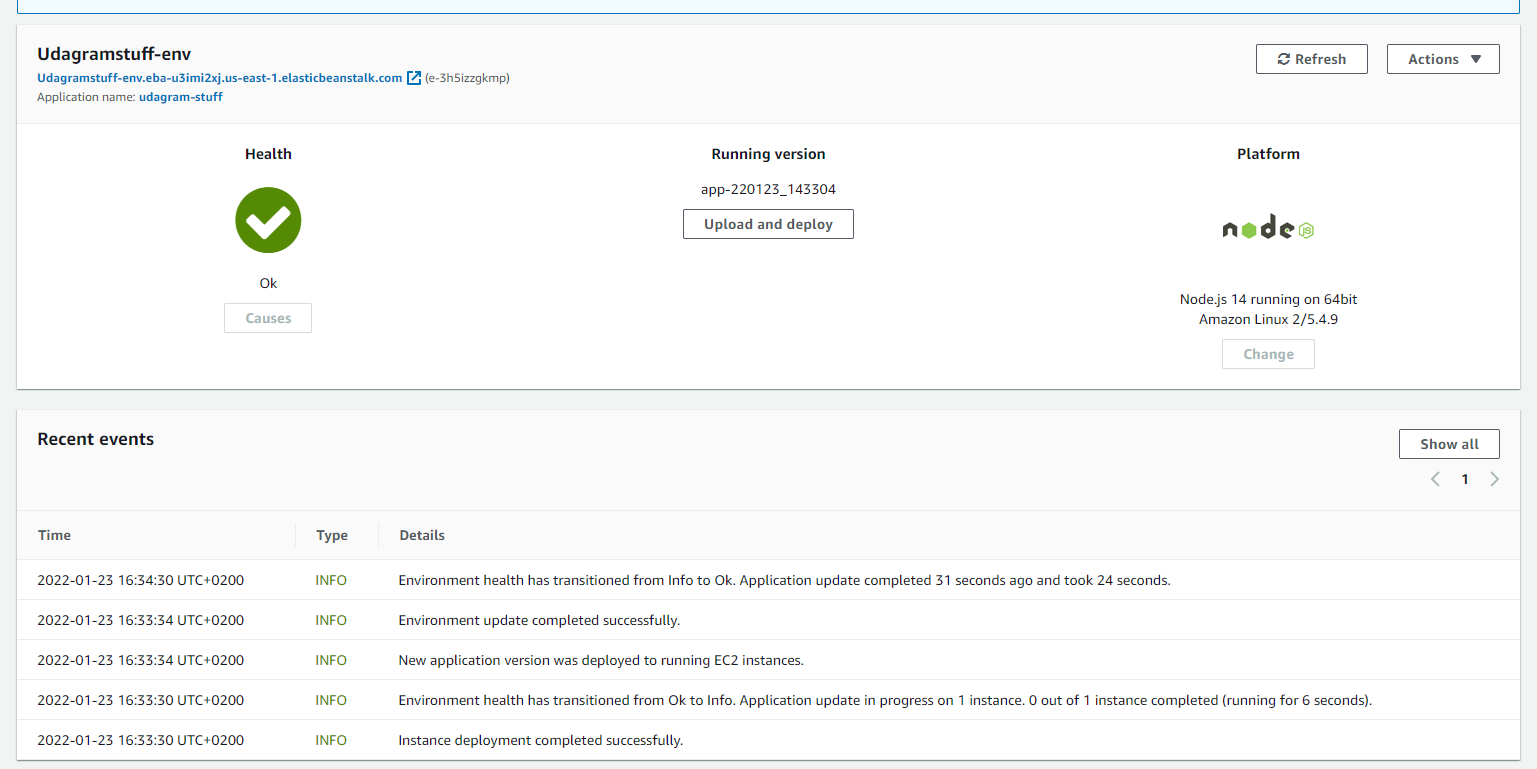 Udagramstuff-env
Refresh
Actions
Udagramstuff-env.eba-u3imi2xj.us-east-1.elasticbeanstalk.com (e-3h5izzgkmp)
Application name: udagram-stuff
Health
Running version
Platform
app-220123_143304
Upload and deploy
node JS
Ok
Node.js 14 running on 64bit
Amazon Linux 2/5.4.9
Causes
Change
Recent events
Show all
1
Time Type Details
2022-01-23 16:34:30 UTC+0200 INFO Environment health has transitioned from Info to Ok. Application update completed 31 seconds ago and took 24 seconds.
2022-01-23 16:33:34 UTC+0200 INFO Environment update completed successfully.
2022-01-23 16:33:34 UTC+0200 INFO New application version was deployed to running EC2 instances.
2022-01-23 16:33:30 UTC+0200 INFO Environment health has transitioned from Ok to Info. Application update in progress on 1 instance. 0 out of 1 instance completed (running for 6 seconds).
2022-01-23 16:33:30 UTC+0200 INFO Instance deployment completed successfully.